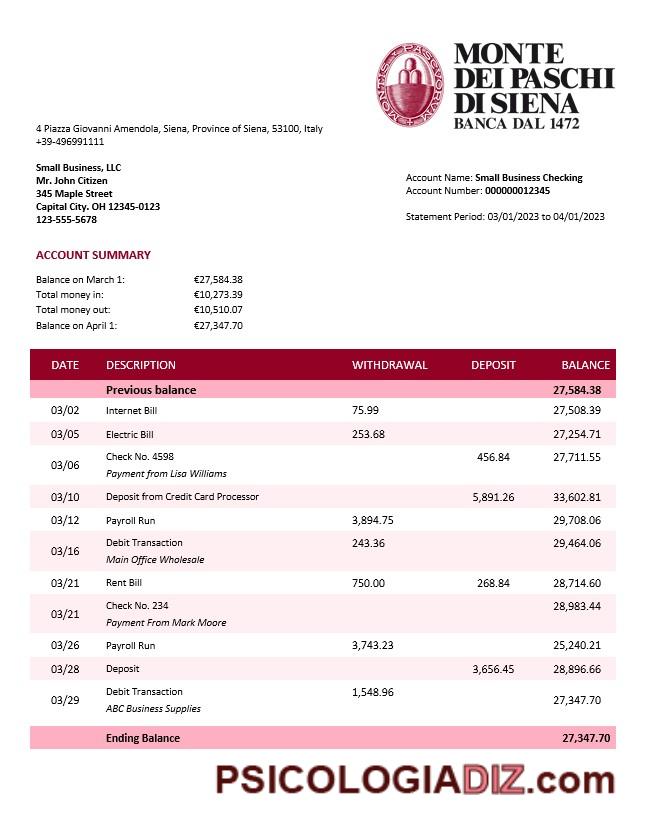 MONTE
DEI PASCHI
DI SIENA
BANCA DAL 1472
MONTIS PASCVORVM
4 Piazza Giovanni Amendola, Siena, Province of Siena, 53100, Italy
+39-496991111
Small Business, LLC
Mr. John Citizen
345 Maple Street
Capital City. OH 12345-0123
123-555-5678
Account Name: Small Business Checking
Account Number: 000000012345
Statement Period: 03/01/2023 to 04/01/2023
ACCOUNT SUMMARY
Balance on March 1: €27,584.38
Total money in: €10,273.39
Total money out: €10,510.07
Balance on April 1: €27,347.70
DATE DESCRIPTION WITHDRAWAL DEPOSIT BALANCE
Previous balance 27,584.38
03/02 Internet Bill 75.99 27,508.39
03/05 Electric Bill 253.68 27,254.71
03/06 Check No. 4598 456.84 27,711.55
Payment from Lisa Williams
03/10 Deposit from Credit Card Processor 5,891.26 33,602.81
03/12 Payroll Run 3,894.75 29,708.06
03/16 Debit Transaction 243.36 29,464.06
Main Office Wholesale
03/21 Rent Bill 750.00 268.84 28,714.60
03/21 Check No. 234 28,983.44
Payment From Mark Moore
03/26 Payroll Run 3,743.23 25,240.21
03/28 Deposit 3,656.45 28,896.66
03/29 Debit Transaction 1,548.96 27,347.70
ABC Business Supplies
Ending Balance 27,347.70
PSICOLOGIADIZ.com